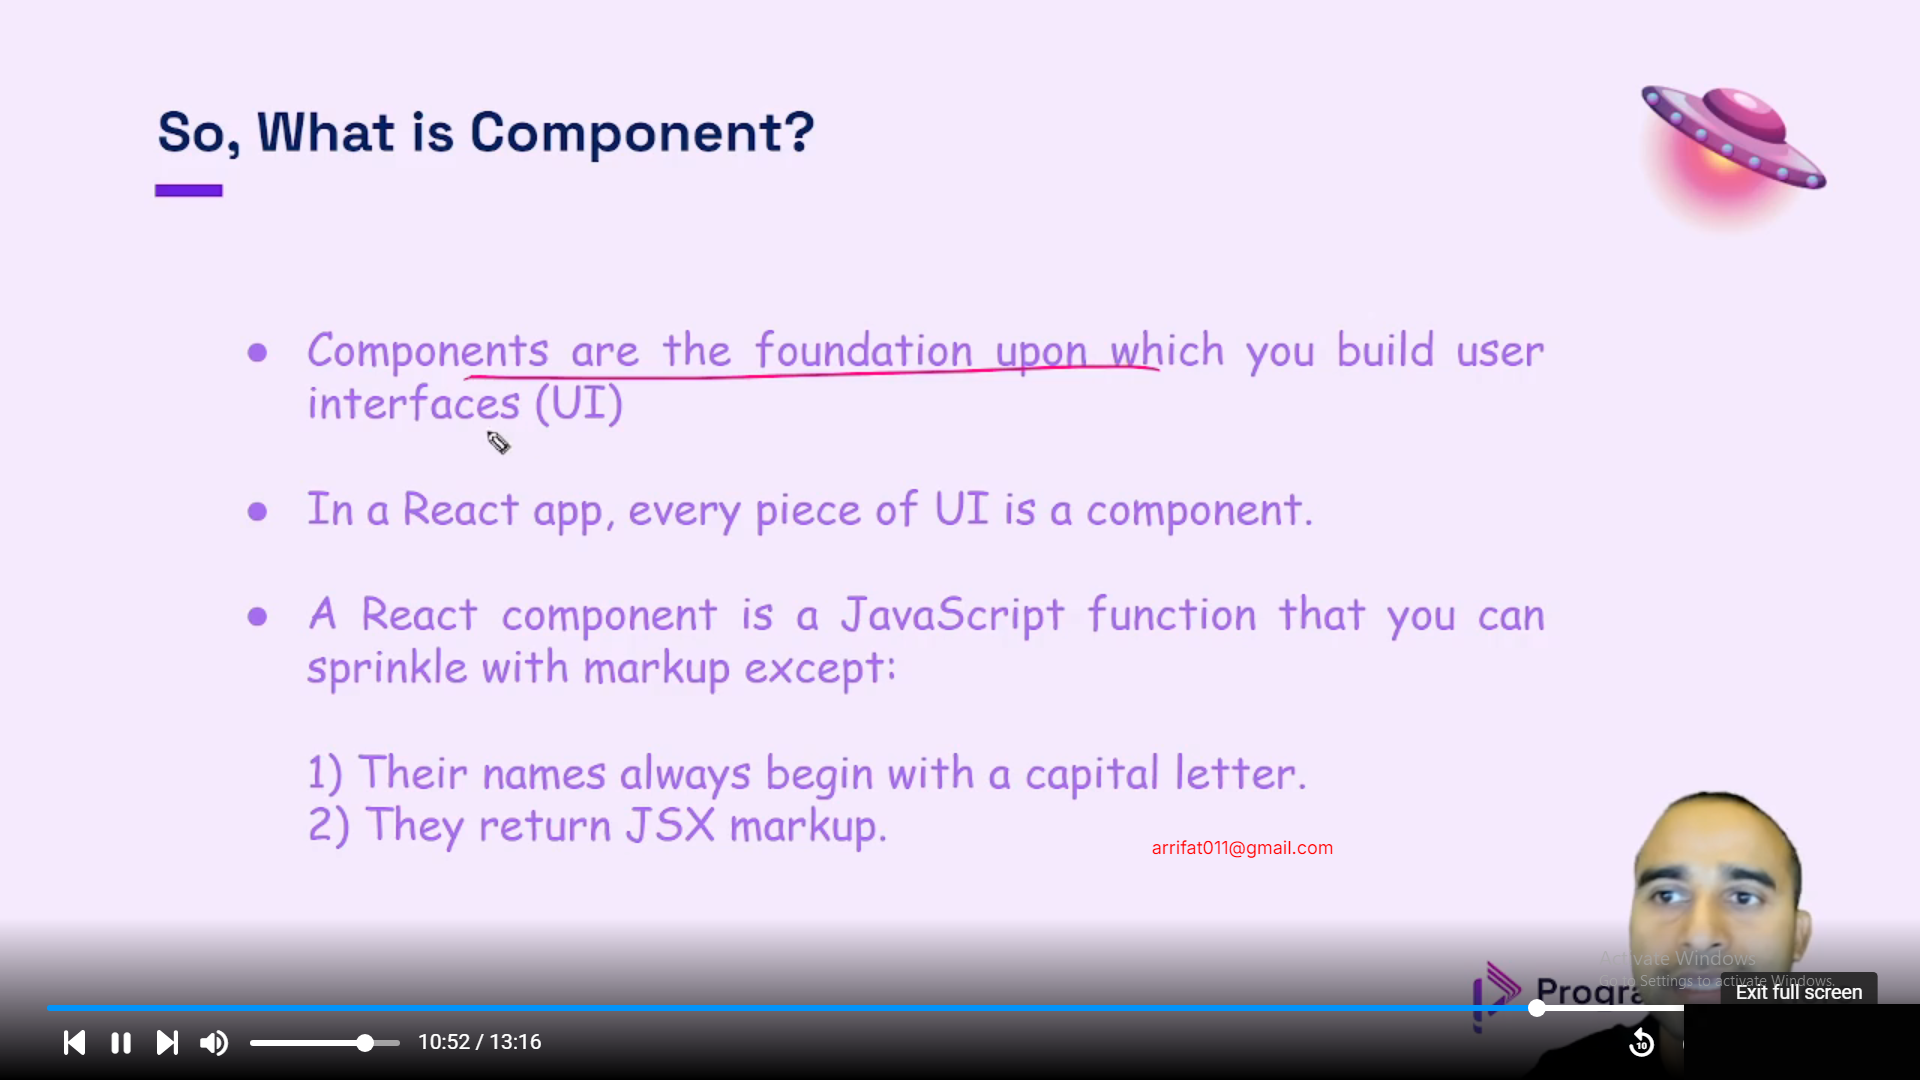 So, What is Component?
● Components are the foundation upon which you build user
interfaces (UI)
● In a React app, every piece of UI is a component.
● A React component is a JavaScript function that you can
sprinkle with markup except:
1) Their names always begin with a capital letter.
2) They return JSX markup.
arrifat011@gmail.com
Activate Windows
Go to Settings to activate Windows.
Exit full screen
10:52 / 13:16
10